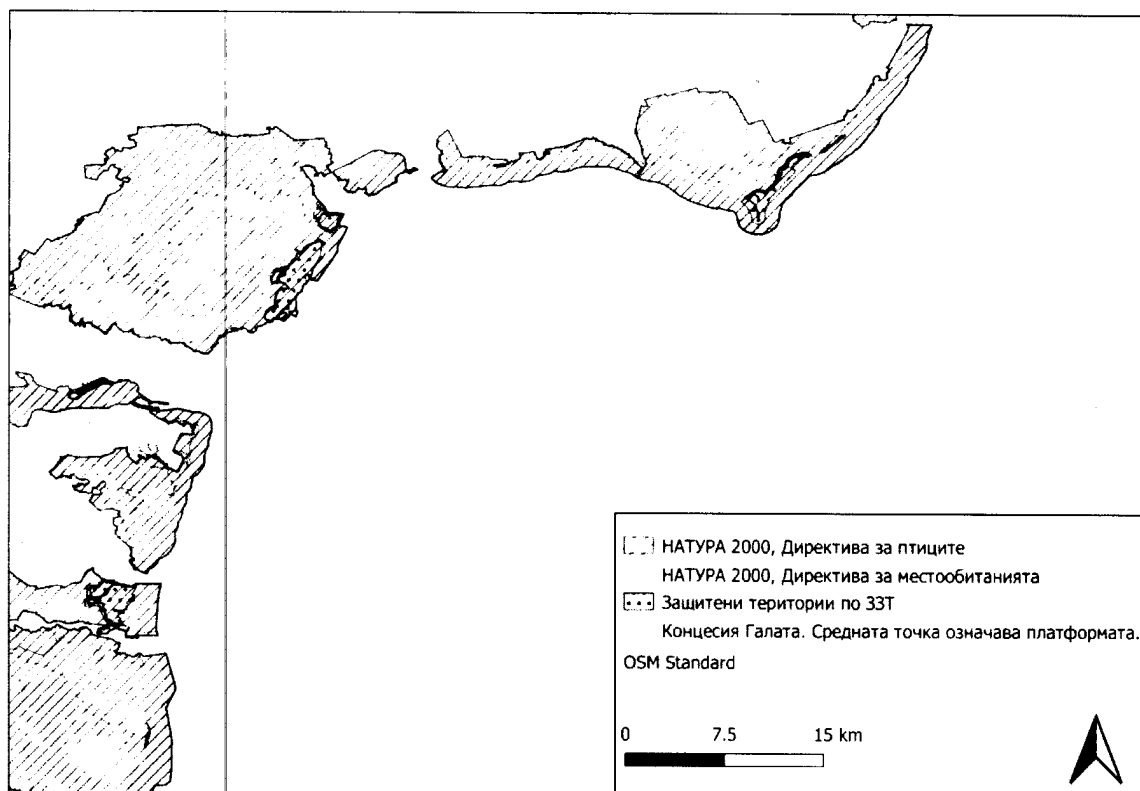 НАТУРА 2000, Директива за птиците
НАТУРА 2000, Директива за местообитанията
Защитени територии по ЗЗТ
Концесия Галата. Средната точка означава платформата.
OSM Standard
0 7.5 15 km